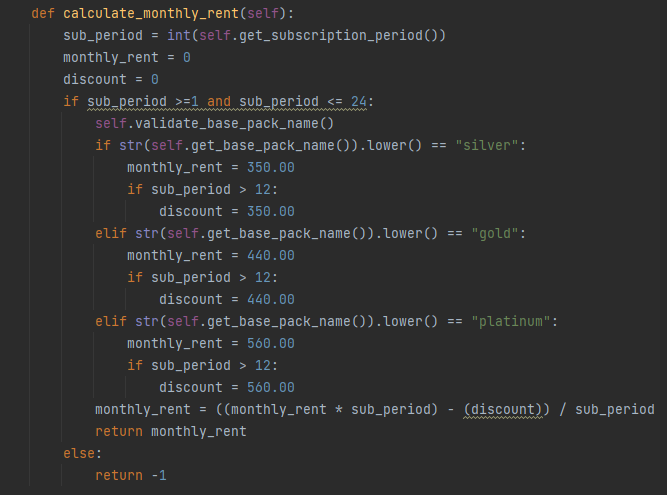 def calculate_monthly_rent(self):
    sub_period = int(self.get_subscription_period())
    monthly_rent = 0
    discount = 0
    if sub_period >=1 and sub_period <= 24:
        self.validate_base_pack_name()
        if str(self.get_base_pack_name()).lower() == "silver":
            monthly_rent = 350.00
            if sub_period > 12:
                discount = 350.00
        elif str(self.get_base_pack_name()).lower() == "gold":
            monthly_rent = 440.00
            if sub_period > 12:
                discount = 440.00
        elif str(self.get_base_pack_name()).lower() == "platinum":
            monthly_rent = 560.00
            if sub_period > 12:
                discount = 560.00
        monthly_rent = ((monthly_rent * sub_period) - (discount)) / sub_period
        return monthly_rent
    else:
        return -1